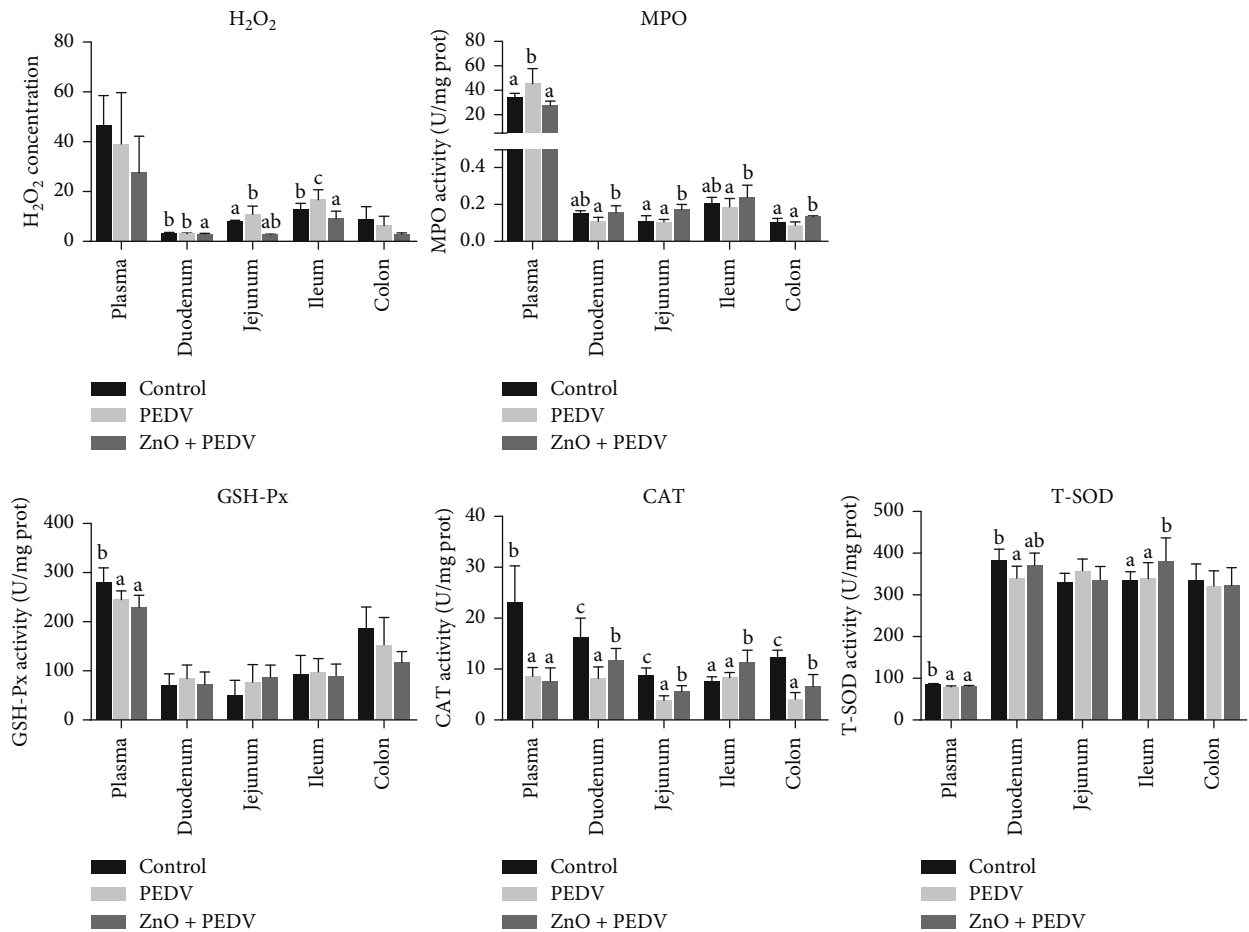 H₂O₂
H₂O₂ concentration
80
60
40
20
0
b b a
a b ab
b c a
Plasma
Duodenum
Jejunum
Ileum
Colon
Control
PEDV
ZnO + PEDV
MPO
MPO activity (U/mg prot)
80
60
40
20
0.4
0.2
0.0
a b a
ab a b
a a b
ab a b
a a b
Plasma
Duodenum
Jejunum
Ileum
Colon
Control
PEDV
ZnO + PEDV
GSH-Px
GSH-Px activity (U/mg prot)
400
300
200
100
0
b a a
Plasma
Duodenum
Jejunum
Ileum
Colon
Control
PEDV
ZnO + PEDV
CAT
CAT activity (U/mg prot)
40
30
20
10
0
b a a
c a b
c a b
a a b
c a b
Plasma
Duodenum
Jejunum
Ileum
Colon
Control
PEDV
ZnO + PEDV
T-SOD
T-SOD activity (U/mg prot)
500
400
300
200
100
0
b a a
b a ab
a a b
Plasma
Duodenum
Jejunum
Ileum
Colon
Control
PEDV
ZnO + PEDV